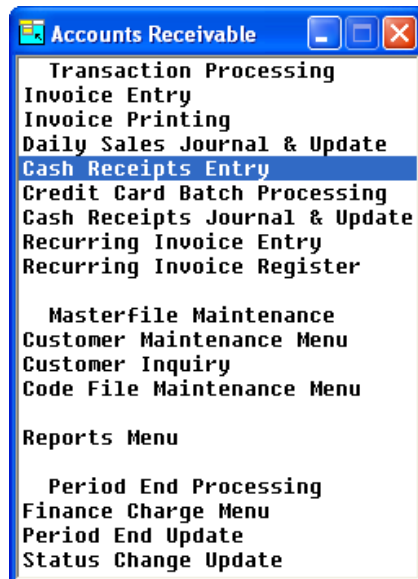 Accounts Receivable
Transaction Processing
Invoice Entry
Invoice Printing
Daily Sales Journal & Update
Cash Receipts Entry
Credit Card Batch Processing
Cash Receipts Journal & Update
Recurring Invoice Entry
Recurring Invoice Register
Masterfile Maintenance
Customer Maintenance Menu
Customer Inquiry
Code File Maintenance Menu
Reports Menu
Period End Processing
Finance Charge Menu
Period End Update
Status Change Update